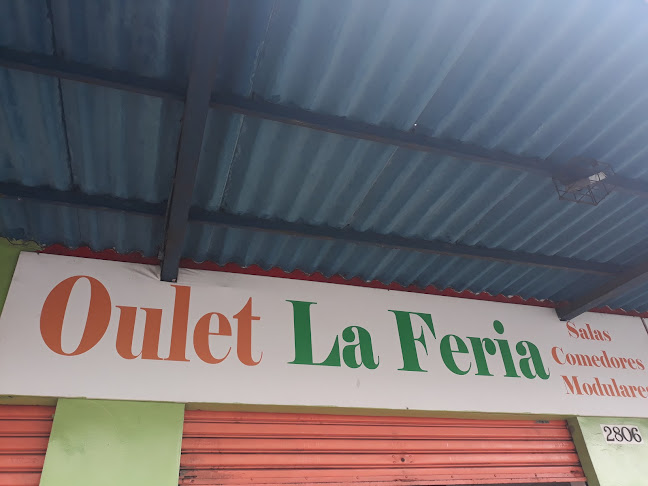 Oulet La Feria
Salas
Comedores
Modulares
2806